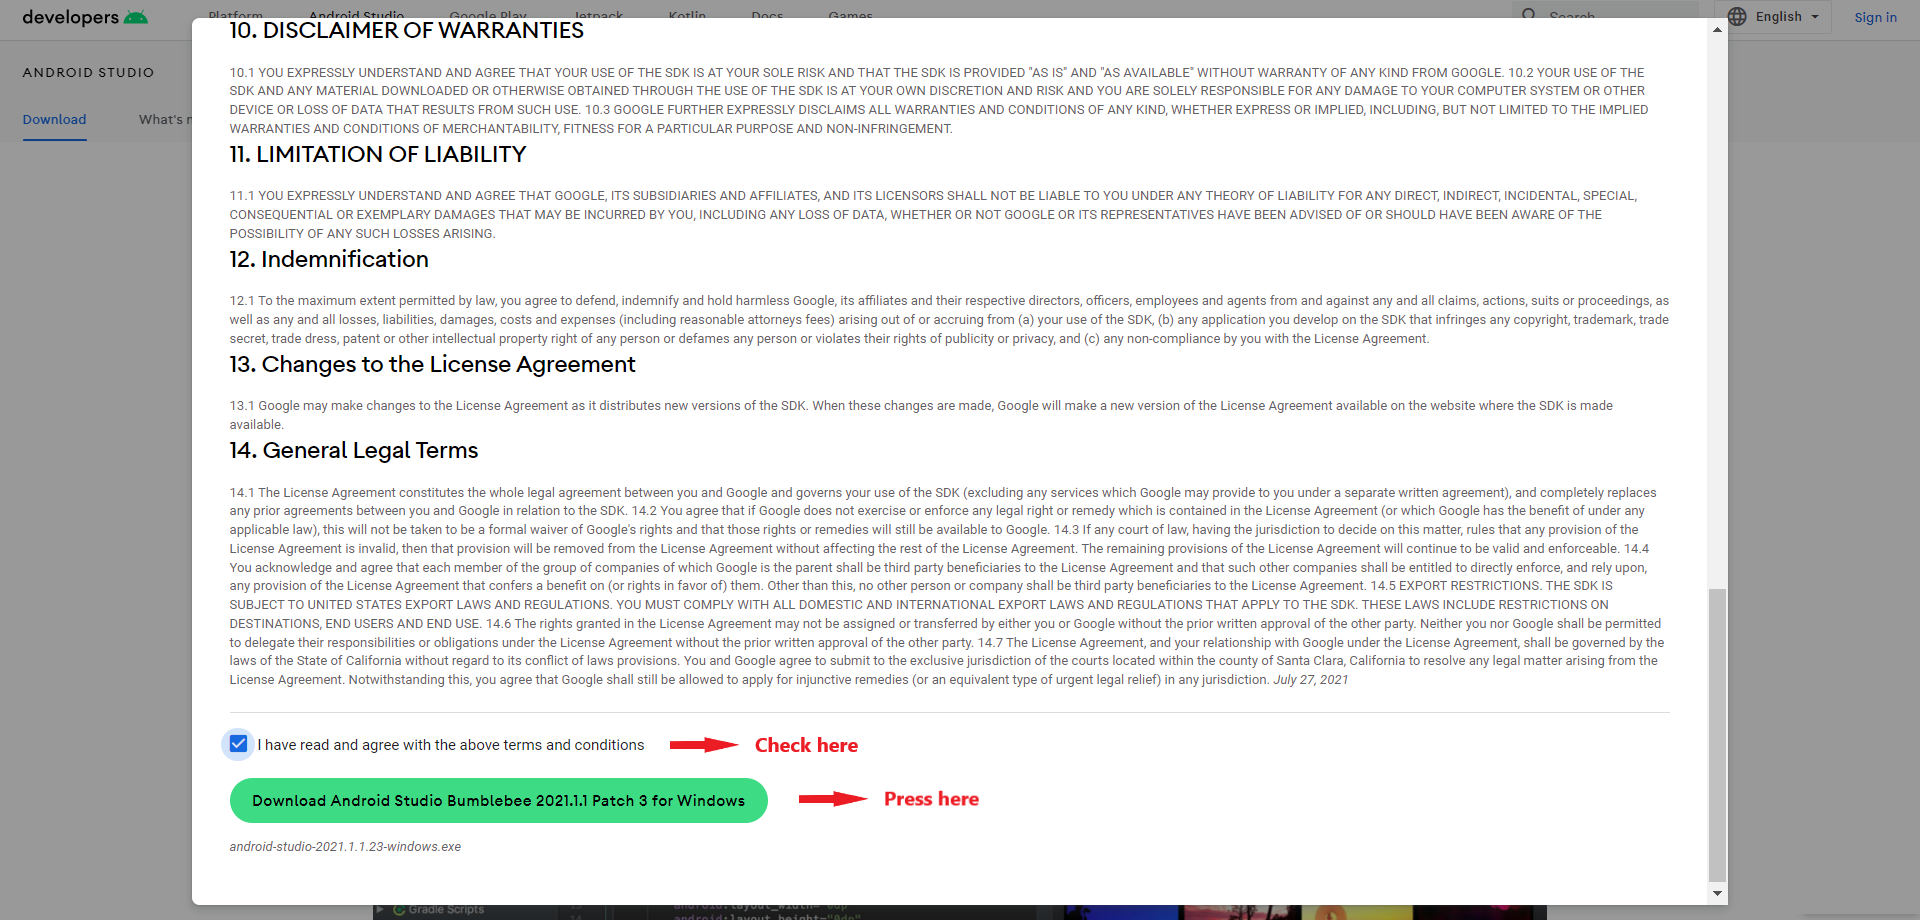 developers
Platform Android Studio Google Play Jetpack Kotlin Docs Games Search English Sign in
ANDROID STUDIO
Download What's n
10. DISCLAIMER OF WARRANTIES
10.1 YOU EXPRESSLY UNDERSTAND AND AGREE THAT YOUR USE OF THE SDK IS AT YOUR SOLE RISK AND THAT THE SDK IS PROVIDED "AS IS" AND "AS AVAILABLE" WITHOUT WARRANTY OF ANY KIND FROM GOOGLE. 10.2 YOUR USE OF THE
SDK AND ANY MATERIAL DOWNLOADED OR OTHERWISE OBTAINED THROUGH THE USE OF THE SDK IS AT YOUR OWN DISCRETION AND RISK AND YOU ARE SOLELY RESPONSIBLE FOR ANY DAMAGE TO YOUR COMPUTER SYSTEM OR OTHER
DEVICE OR LOSS OF DATA THAT RESULTS FROM SUCH USE. 10.3 GOOGLE FURTHER EXPRESSLY DISCLAIMS ALL WARRANTIES AND CONDITIONS OF ANY KIND, WHETHER EXPRESS OR IMPLIED, INCLUDING, BUT NOT LIMITED TO THE IMPLIED
WARRANTIES AND CONDITIONS OF MERCHANTABILITY, FITNESS FOR A PARTICULAR PURPOSE AND NON-INFRINGEMENT.
11. LIMITATION OF LIABILITY
11.1 YOU EXPRESSLY UNDERSTAND AND AGREE THAT GOOGLE, ITS SUBSIDIARIES AND AFFILIATES, AND ITS LICENSORS SHALL NOT BE LIABLE TO YOU UNDER ANY THEORY OF LIABILITY FOR ANY DIRECT, INDIRECT, INCIDENTAL, SPECIAL,
CONSEQUENTIAL OR EXEMPLARY DAMAGES THAT MAY BE INCURRED BY YOU, INCLUDING ANY LOSS OF DATA, WHETHER OR NOT GOOGLE OR ITS REPRESENTATIVES HAVE BEEN ADVISED OF OR SHOULD HAVE BEEN AWARE OF THE
POSSIBILITY OF ANY SUCH LOSSES ARISING.
12. Indemnification
12.1 To the maximum extent permitted by law, you agree to defend, indemnify and hold harmless Google, its affiliates and their respective directors, officers, employees and agents from and against any and all claims, actions, suits or proceedings, as
well as any and all losses, liabilities, damages, costs and expenses (including reasonable attorneys fees) arising out of or accruing from (a) your use of the SDK, (b) any application you develop on the SDK that infringes any copyright, trademark, trade
secret, trade dress, patent or other intellectual property right of any person or defames any person or violates their rights of publicity or privacy, and (c) any non-compliance by you with the License Agreement.
13. Changes to the License Agreement
13.1 Google may make changes to the License Agreement as it distributes new versions of the SDK. When these changes are made, Google will make a new version of the License Agreement available on the website where the SDK is made
available.
14. General Legal Terms
14.1 The License Agreement constitutes the whole legal agreement between you and Google and governs your use of the SDK (excluding any services which Google may provide to you under a separate written agreement), and completely replaces
any prior agreements between you and Google in relation to the SDK. 14.2 You agree that if Google does not exercise or enforce any legal right or remedy which is contained in the License Agreement (or which Google has the benefit of under any
applicable law), this will not be taken to be a formal waiver of Google's rights and that those rights or remedies will still be available to Google. 14.3 If any court of law, having the jurisdiction to decide on this matter, rules that any provision of the
License Agreement is invalid, then that provision will be removed from the License Agreement without affecting the rest of the License Agreement. The remaining provisions of the License Agreement will continue to be valid and enforceable. 14.4
You acknowledge and agree that each member of the group of companies of which Google is the parent shall be third party beneficiaries to the License Agreement and that such other companies shall be entitled to directly enforce, and rely upon,
any provision of the License Agreement that confers a benefit on (or rights in favor of) them. Other than this, no other person or company shall be third party beneficiaries to the License Agreement. 14.5 EXPORT RESTRICTIONS. THE SDK IS
SUBJECT TO UNITED STATES EXPORT LAWS AND REGULATIONS. YOU MUST COMPLY WITH ALL DOMESTIC AND INTERNATIONAL EXPORT LAWS AND REGULATIONS THAT APPLY TO THE SDK. THESE LAWS INCLUDE RESTRICTIONS ON
DESTINATIONS, END USERS AND END USE. 14.6 The rights granted in the License Agreement may not be assigned or transferred by either you or Google without the prior written approval of the other party. Neither you nor Google shall be permitted
to delegate their responsibilities or obligations under the License Agreement without the prior written approval of the other party. 14.7 The License Agreement, and your relationship with Google under the License Agreement, shall be governed by the
laws of the State of California without regard to its conflict of laws provisions. You and Google agree to submit to the exclusive jurisdiction of the courts located within the county of Santa Clara, California to resolve any legal matter arising from the
License Agreement. Notwithstanding this, you agree that Google shall still be allowed to apply for injunctive remedies (or an equivalent type of urgent legal relief) in any jurisdiction. July 27, 2021
I have read and agree with the above terms and conditions Check here
Download Android Studio Bumblebee 2021.1.1 Patch 3 for Windows Press here
android-studio-2021.1.1.23-windows.exe
Gradle Scripts
android:layout_height="0dp"